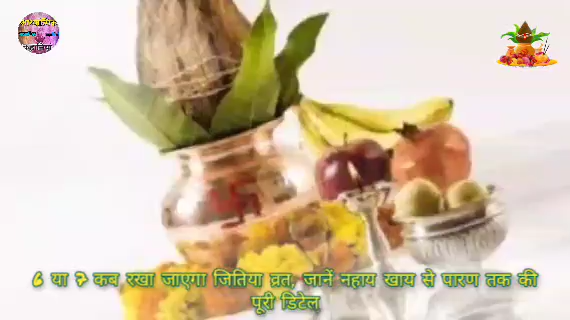 6 या 7 कब रखा जाएगा जितिया व्रत, जानें नहाय खाय से पारण तक की
पूरी डिटेल